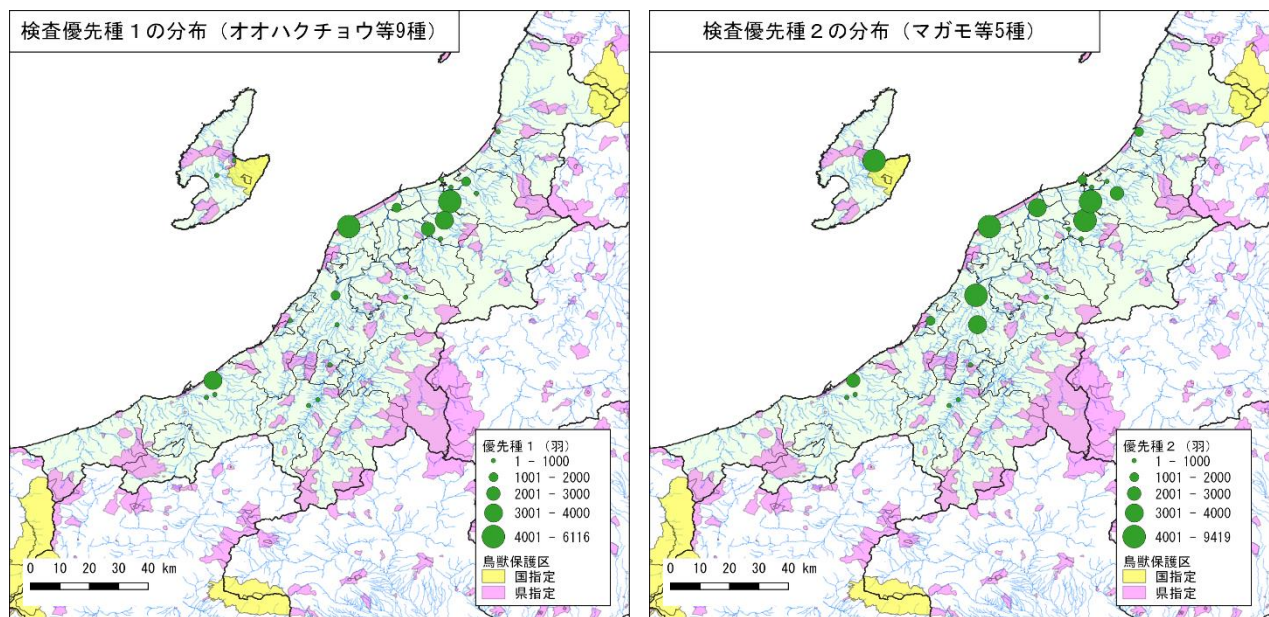 検査優先種１の分布（オオハクチョウ等9種）
優先種１（羽）
1 - 1000
1001 - 2000
2001 - 3000
3001 - 4000
4001 - 6116
鳥獣保護区
国指定
県指定
0 10 20 30 40 km
検査優先種２の分布（マガモ等5種）
優先種２（羽）
1 - 1000
1001 - 2000
2001 - 3000
3001 - 4000
4001 - 9419
鳥獣保護区
国指定
県指定
0 10 20 30 40 km